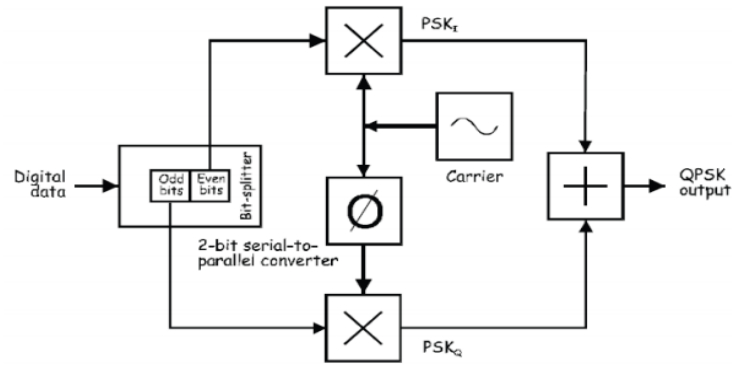 PSK_I
Digital
data
Odd
bits
Even
bits
Bit-splitter
2-bit serial-to-
parallel converter
Carrier
Ø
QPSK
output
PSK_Q